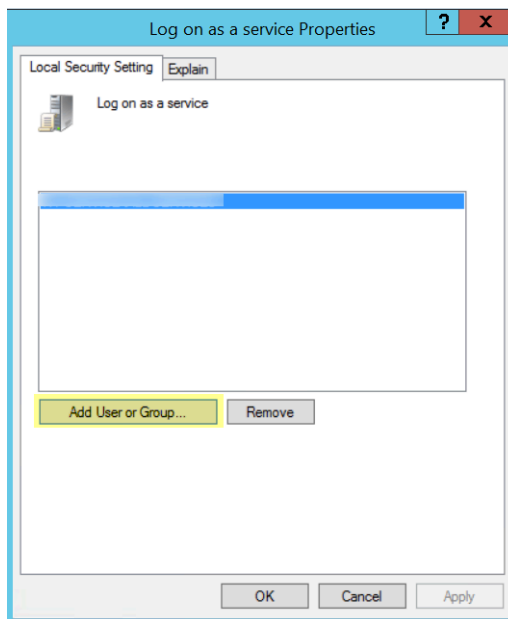 Log on as a service Properties
? x
Local Security Setting Explain
Log on as a service
Add User or Group... Remove
OK Cancel Apply